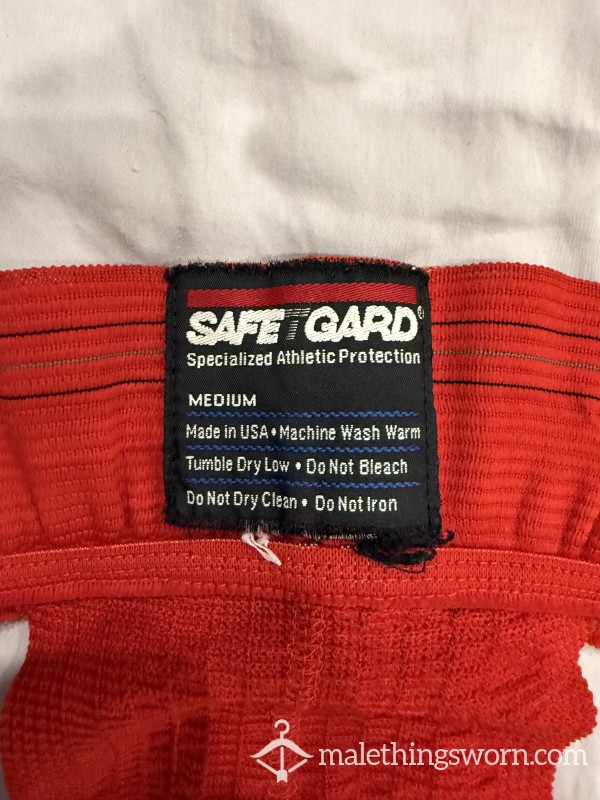 SAFETGARD®
Specialized Athletic Protection
MEDIUM
Made in USA • Machine Wash Warm
Tumble Dry Low • Do Not Bleach
Do Not Dry Clean • Do Not Iron
malethingsworn.com